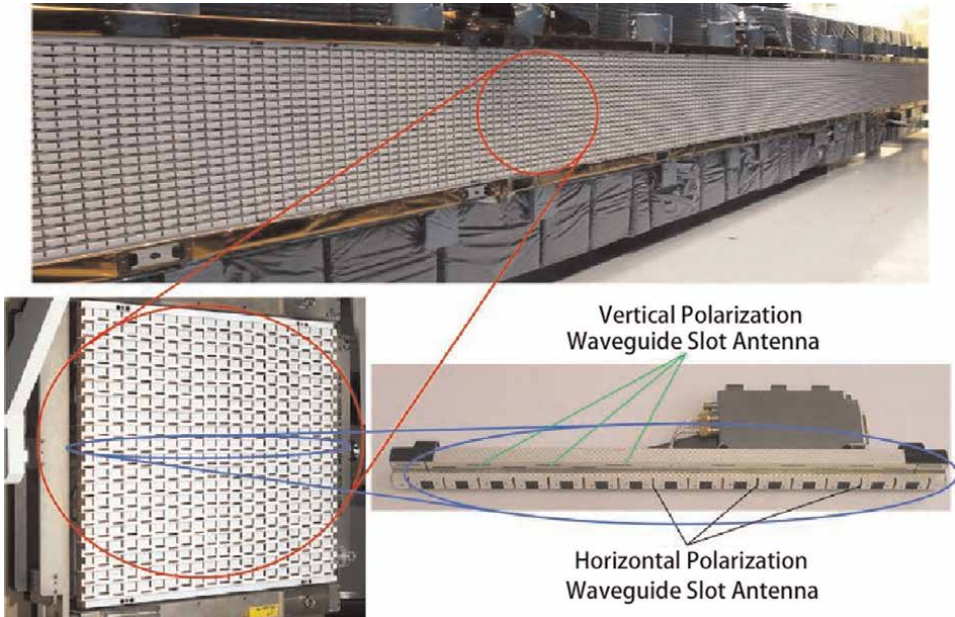 Vertical Polarization
Waveguide Slot Antenna
Horizontal Polarization
Waveguide Slot Antenna